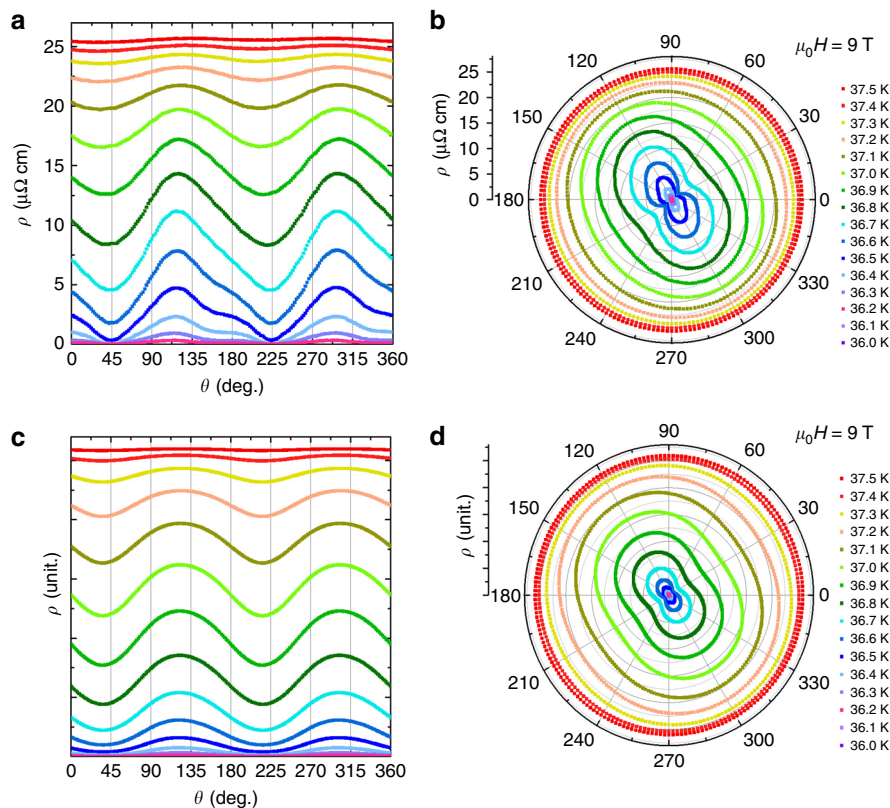 a
25
20
15
10
5
0
ρ (μΩ cm)
0 45 90 135 180 225 270 315 360
θ (deg.)
b
μ₀H = 9 T
25
20
15
10
5
0
ρ (μΩ cm)
90
60
30
0
330
300
270
240
210
180
150
120
37.5 K
37.4 K
37.3 K
37.2 K
37.1 K
37.0 K
36.9 K
36.8 K
36.7 K
36.6 K
36.5 K
36.4 K
36.3 K
36.2 K
36.1 K
36.0 K
c
ρ (unit.)
0 45 90 135 180 225 270 315 360
θ (deg.)
d
μ₀H = 9 T
ρ (unit.)
90
60
30
0
330
300
270
240
210
180
150
120
37.5 K
37.4 K
37.3 K
37.2 K
37.1 K
37.0 K
36.9 K
36.8 K
36.7 K
36.6 K
36.5 K
36.4 K
36.3 K
36.2 K
36.1 K
36.0 K